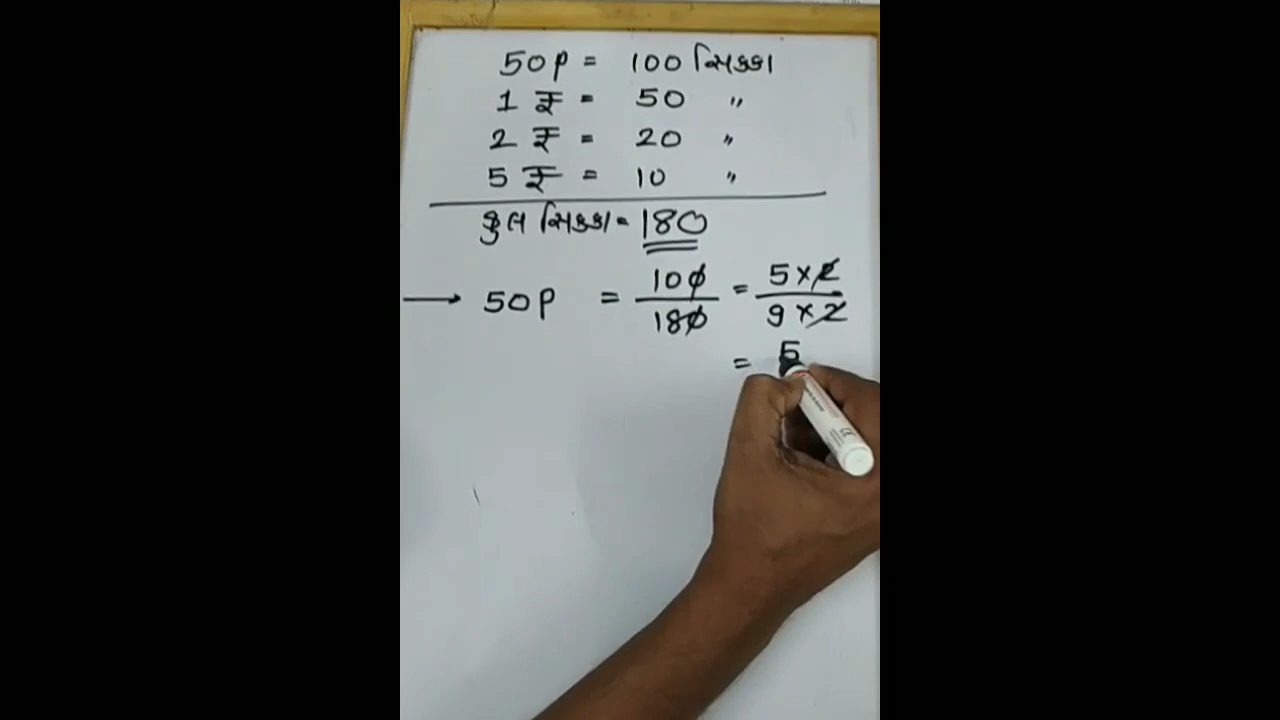 50P = 100 સિક્કા
1 ₹ = 50 "
2 ₹ = 20 "
5 ₹ = 10 "
કુલ સિક્કા = 180
→ 50P = 100/180 = 5×2/9×2
= 5